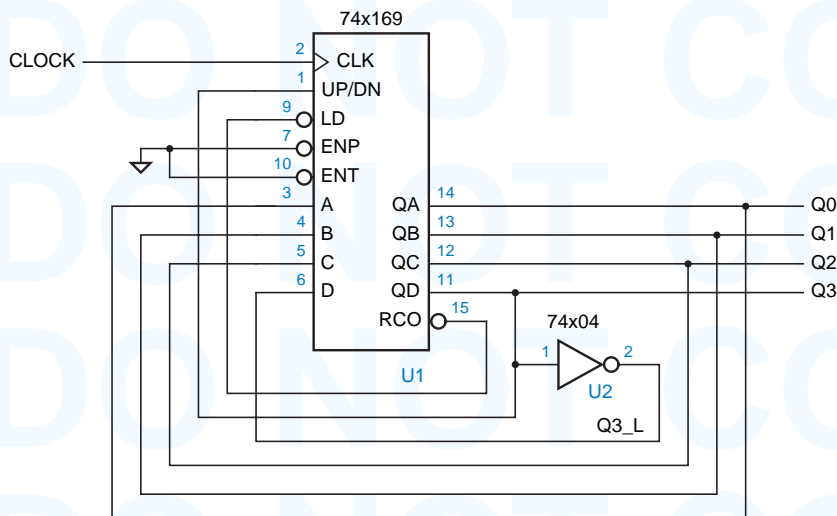 74x169
CLOCK
2
CLK
1
UP/DN
9
LD
7
ENP
10
ENT
3
A
QA
14
Q0
4
B
QB
13
Q1
5
C
QC
12
Q2
6
D
QD
11
Q3
RCO
15
74x04
1
2
U1
U2
Q3_L
DO NOT CO
DO NOT CO
DO NOT CO